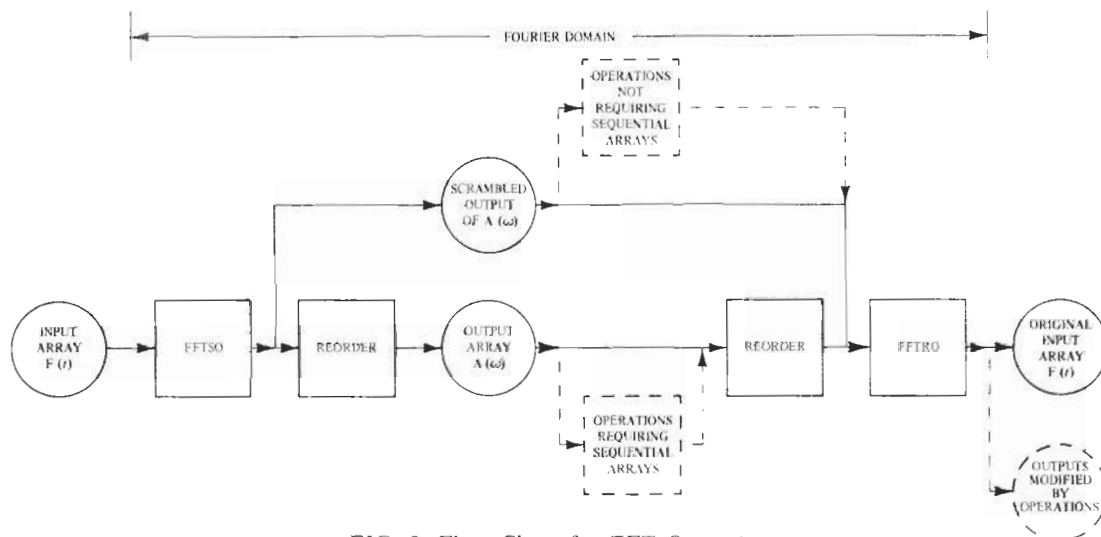 FOURIER DOMAIN
OPERATIONS
NOT
REQUIRING
SEQUENTIAL
ARRAYS
SCRAMBLED
OUTPUT
OF A (ω)
INPUT
ARRAY
F (t)
FFTSO
REORDER
OUTPUT
ARRAY
A (ω)
REORDER
FFTRO
ORIGINAL
INPUT
ARRAY
F (t)
OPERATIONS
REQUIRING
SEQUENTIAL
ARRAYS
OUTPUTS
MODIFIED
BY
OPERATIONS